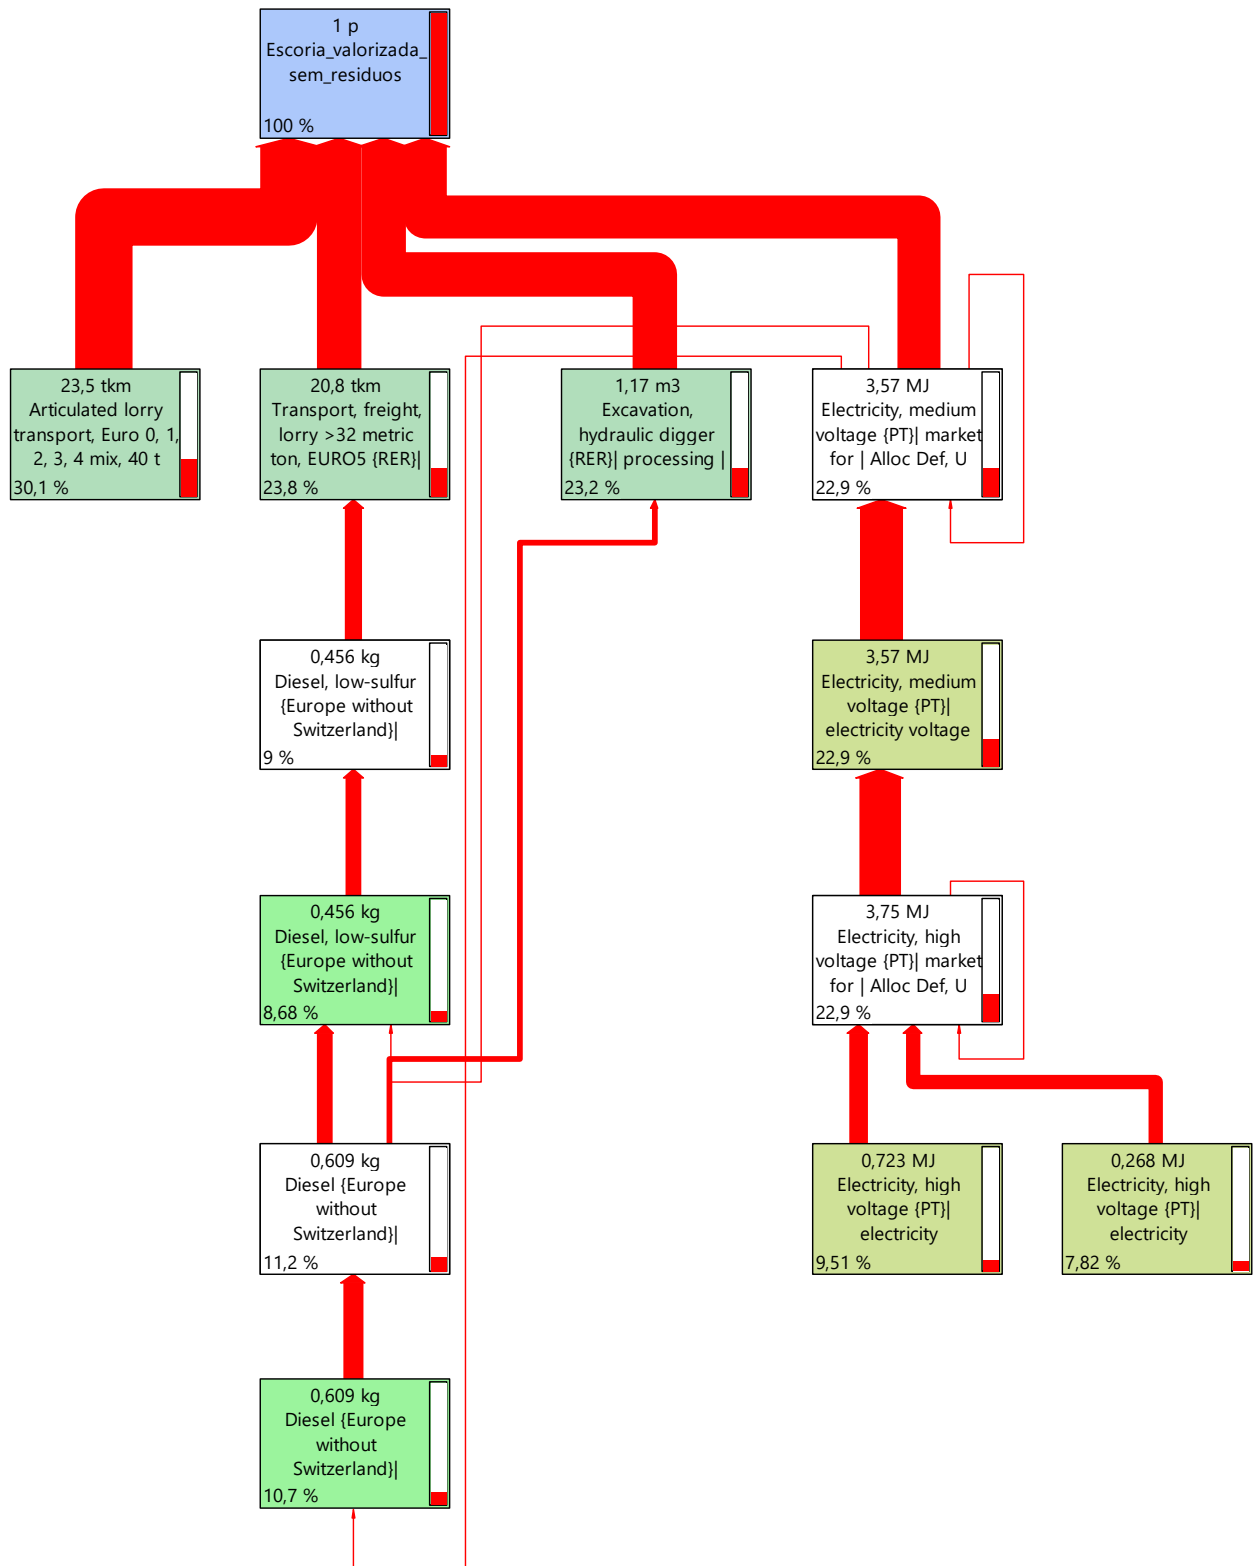 1 p
Escoria_valorizada_
sem_residuos
100 %
23,5 tkm
Articulated lorry
transport, Euro 0, 1,
2, 3, 4 mix, 40 t
30,1 %
20,8 tkm
Transport, freight,
lorry >32 metric
ton, EURO5 {RER}|
23,8 %
1,17 m3
Excavation,
hydraulic digger
{RER}| processing |
23,2 %
3,57 MJ
Electricity, medium
voltage {PT}| market
for | Alloc Def, U
22,9 %
0,456 kg
Diesel, low-sulfur
{Europe without
Switzerland}|
9 %
3,57 MJ
Electricity, medium
voltage {PT}|
electricity voltage
22,9 %
0,456 kg
Diesel, low-sulfur
{Europe without
Switzerland}|
8,68 %
3,75 MJ
Electricity, high
voltage {PT}| market
for | Alloc Def, U
22,9 %
0,609 kg
Diesel {Europe
without
Switzerland}|
11,2 %
0,723 MJ
Electricity, high
voltage {PT}|
electricity
9,51 %
0,268 MJ
Electricity, high
voltage {PT}|
electricity
7,82 %
0,609 kg
Diesel {Europe
without
Switzerland}|
10,7 %